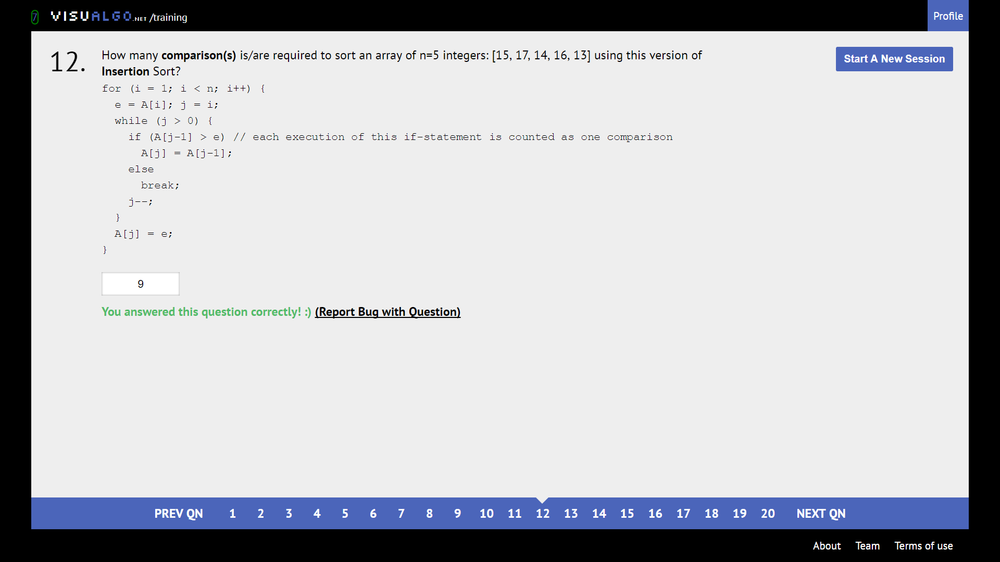 7 VISUALGO.NET /training
Profile
12.
How many comparison(s) is/are required to sort an array of n=5 integers: [15, 17, 14, 16, 13] using this version of
Insertion Sort?
Start A New Session
for (i = 1; i < n; i++) {
  e = A[i]; j = i;
  while (j > 0) {
    if (A[j-1] > e) // each execution of this if-statement is counted as one comparison
      A[j] = A[j-1];
    else
      break;
    j--;
  }
  A[j] = e;
}
9
You answered this question correctly! :) (Report Bug with Question)
PREV QN 1 2 3 4 5 6 7 8 9 10 11 12 13 14 15 16 17 18 19 20 NEXT QN
About Team Terms of use